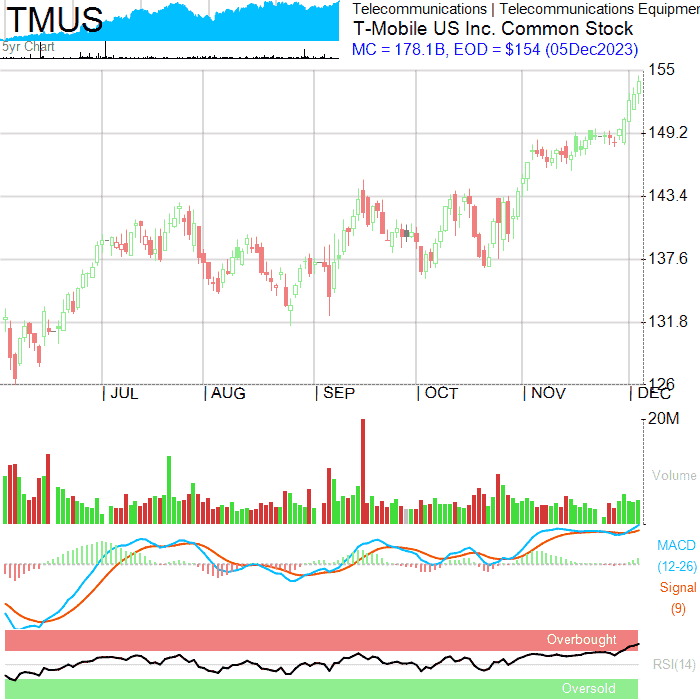 TMUS
5yr Chart
Telecommunications | Telecommunications Equipmen
T-Mobile US Inc. Common Stock
MC = 178.1B, EOD = $154 (05Dec2023)
155
149.2
143.4
137.6
131.8
126
| JUL | AUG | SEP | OCT | NOV | DEC
20M
Volume
MACD
(12-26)
Signal
(9)
Overbought
RSI(14)
Oversold